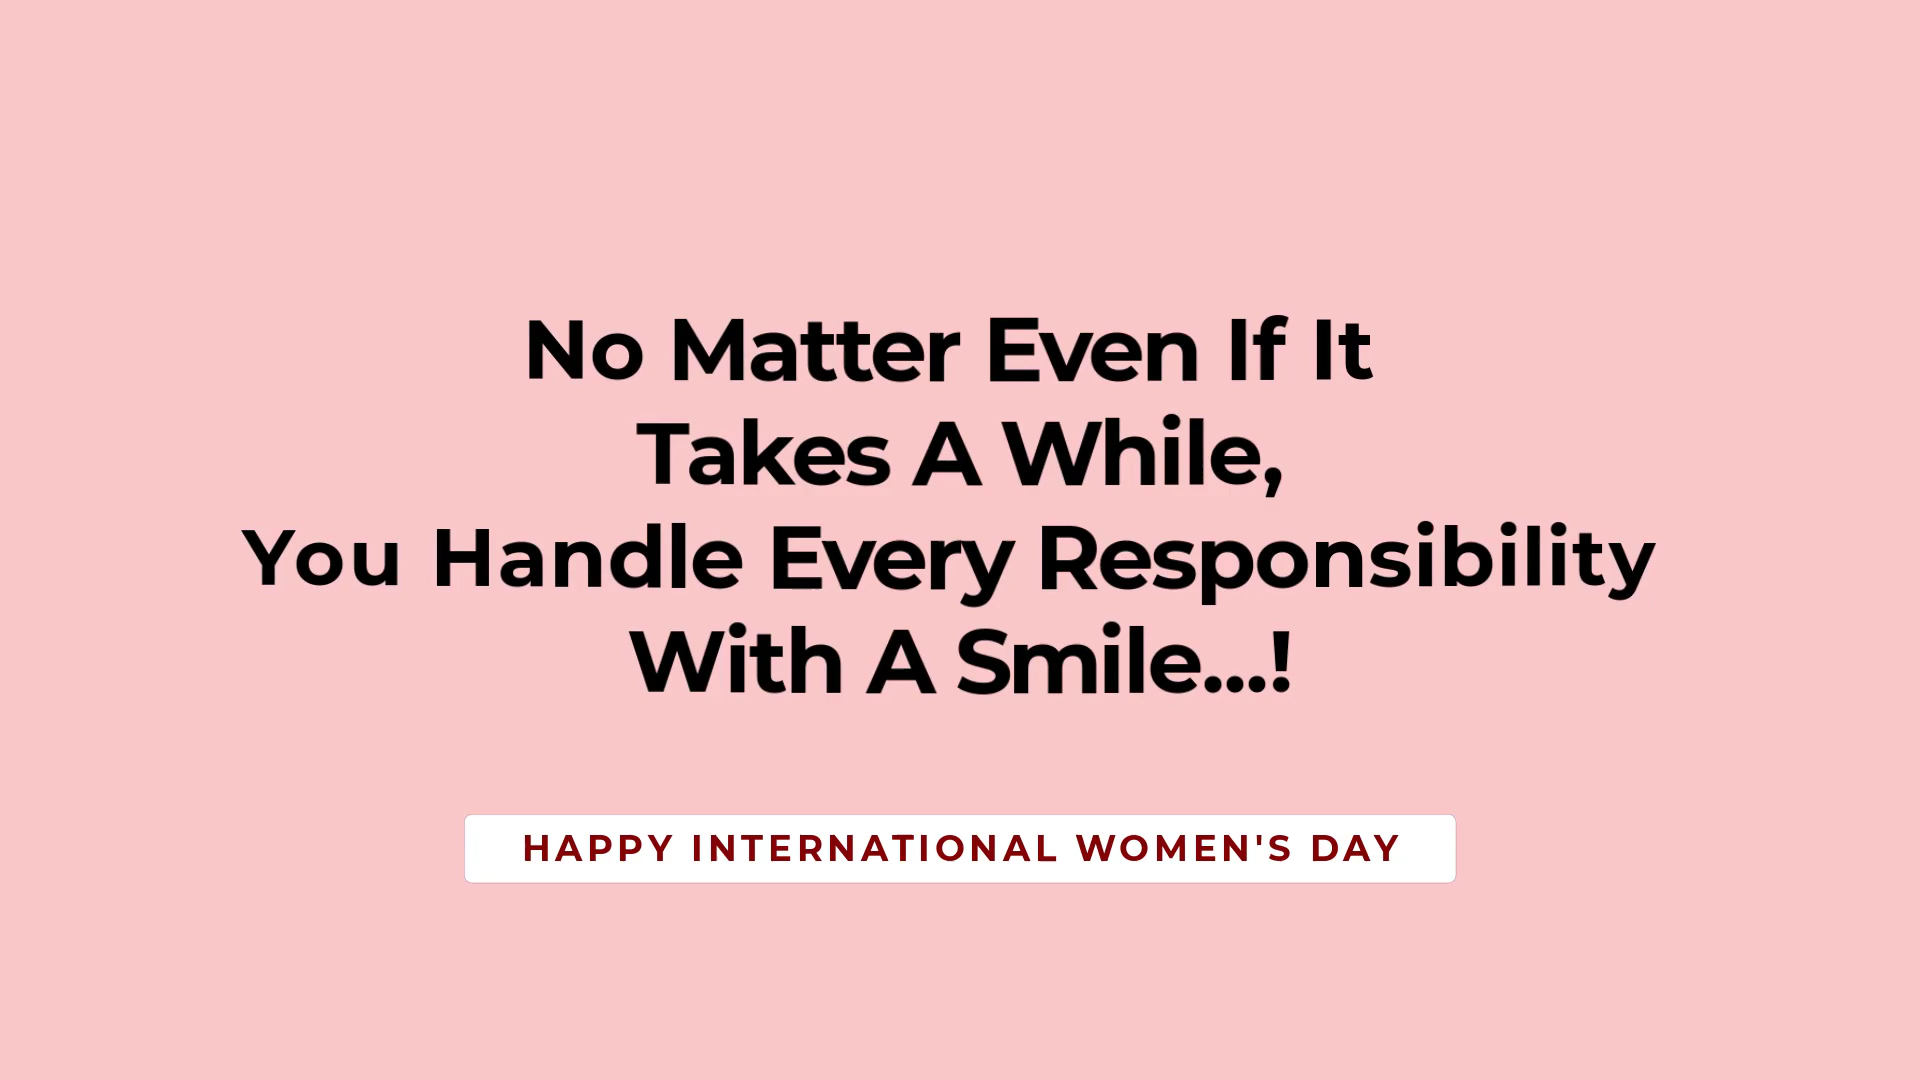 No Matter Even If It
Takes A While,
You Handle Every Responsibility
With A Smile...!
HAPPY INTERNATIONAL WOMEN'S DAY